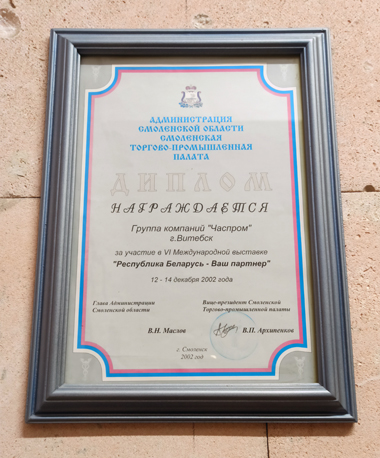 АДМИНИСТРАЦИЯ
СМОЛЕНСКОЙ ОБЛАСТИ
СМОЛЕНСКАЯ
ТОРГОВО-ПРОМЫШЛЕННАЯ
ПАЛАТА
ДИПЛОМ
НАГРАЖДАЕТСЯ
Группа компаний "Часпром"
г.Витебск
за участие в VI Международной выставке
"Республика Беларусь - Ваш партнер"
12 - 14 декабря 2002 года
Глава Администрации Вице-президент Смоленской
Смоленской области Торгово-промышленной палаты
В.Н. Маслов В.П. Архипенков
г. Смоленск
2002 год